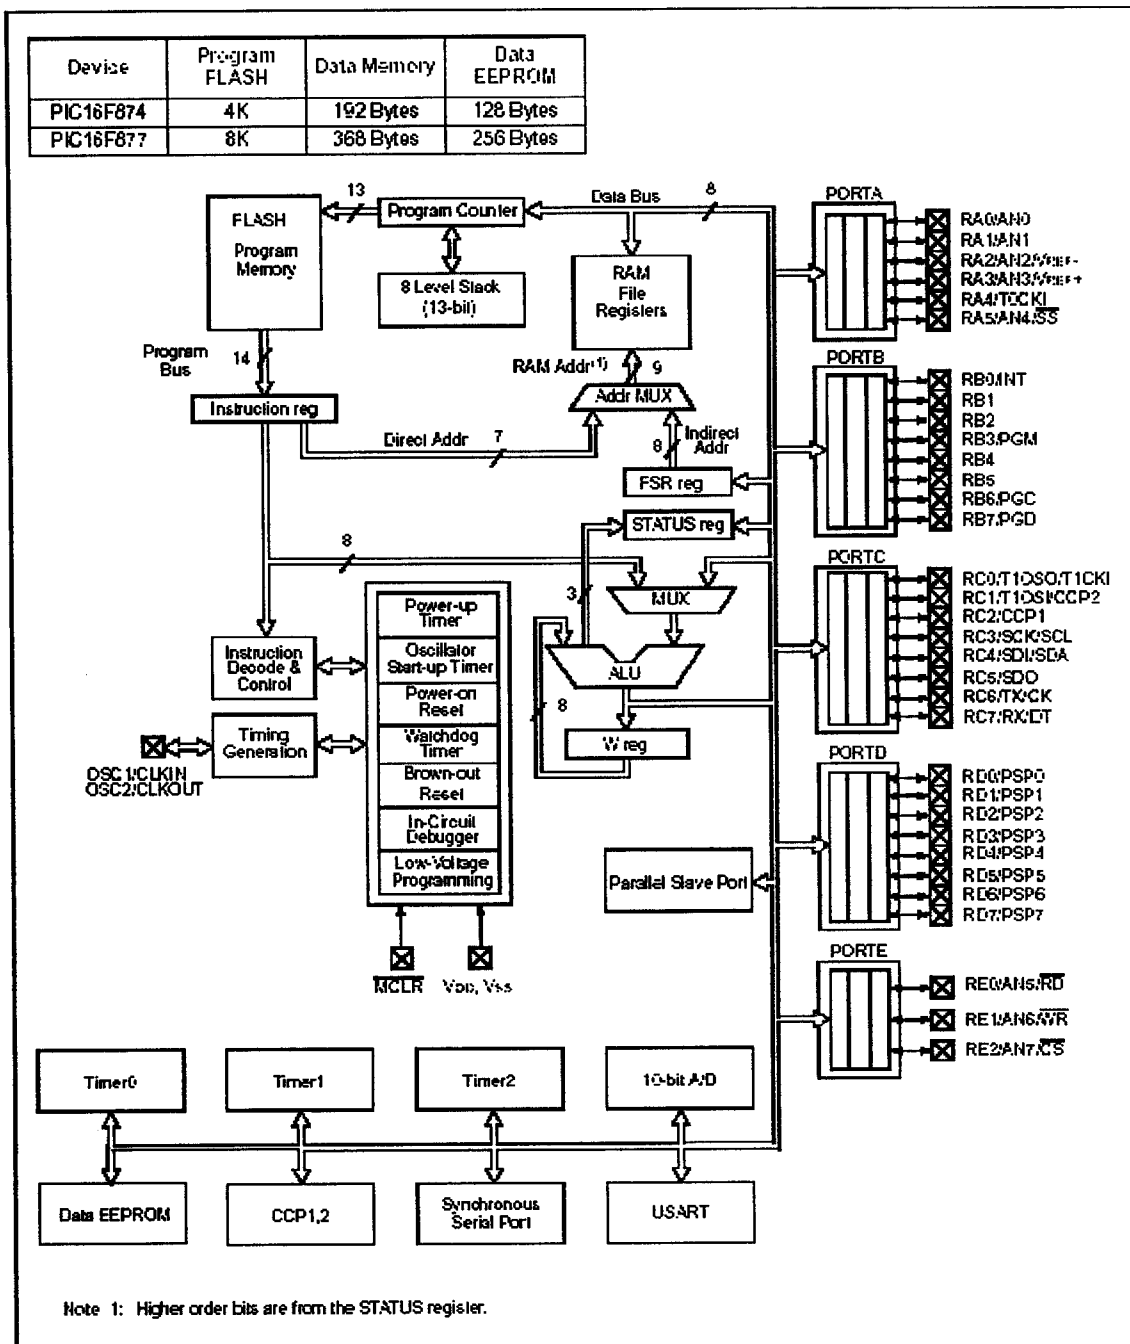 Device Program FLASH Data Memory Data EEPROM
PIC16F874 4K 192 Bytes 128 Bytes
PIC16F877 8K 368 Bytes 256 Bytes
FLASH
Program
Memory
13
Program Counter
Data Bus
8
8 Level Stack
(13-bit)
RAM
File
Registers
Program
Bus
14
RAM Addr(1)
9
Addr MUX
Instruction reg
Direct Addr
7
8
Indirect
Addr
FSR reg
STATUS reg
8
3
MUX
Power-up
Timer
Oscillator
Start-up Timer
Power-on
Reset
Watchdog
Timer
Brown-out
Reset
In-Circuit
Debugger
Low-Voltage
Programming
Instruction
Decode &
Control
Timing
Generation
OSC1/CLKIN
OSC2/CLKOUT
ALU
8
W reg
Parallel Slave Port
MCLR
VDD, VSS
PORTA
RA0/AN0
RA1/AN1
RA2/AN2/VREF-
RA3/AN3/VREF+
RA4/T0CKI
RA5/AN4/SS
PORTB
RB0/INT
RB1
RB2
RB3/PGM
RB4
RB5
RB6/PGC
RB7/PGD
PORTC
RC0/T1OSO/T1CKI
RC1/T1OSI/CCP2
RC2/CCP1
RC3/SCK/SCL
RC4/SDI/SDA
RC5/SDO
RC6/TX/CK
RC7/RX/DT
PORTD
RD0/PSP0
RD1/PSP1
RD2/PSP2
RD3/PSP3
RD4/PSP4
RD5/PSP5
RD6/PSP6
RD7/PSP7
PORTE
RE0/AN5/RD
RE1/AN6/WR
RE2/AN7/CS
Timer0
Timer1
Timer2
10-bit A/D
Data EEPROM
CCP1,2
Synchronous
Serial Port
USART
Note 1: Higher order bits are from the STATUS register.